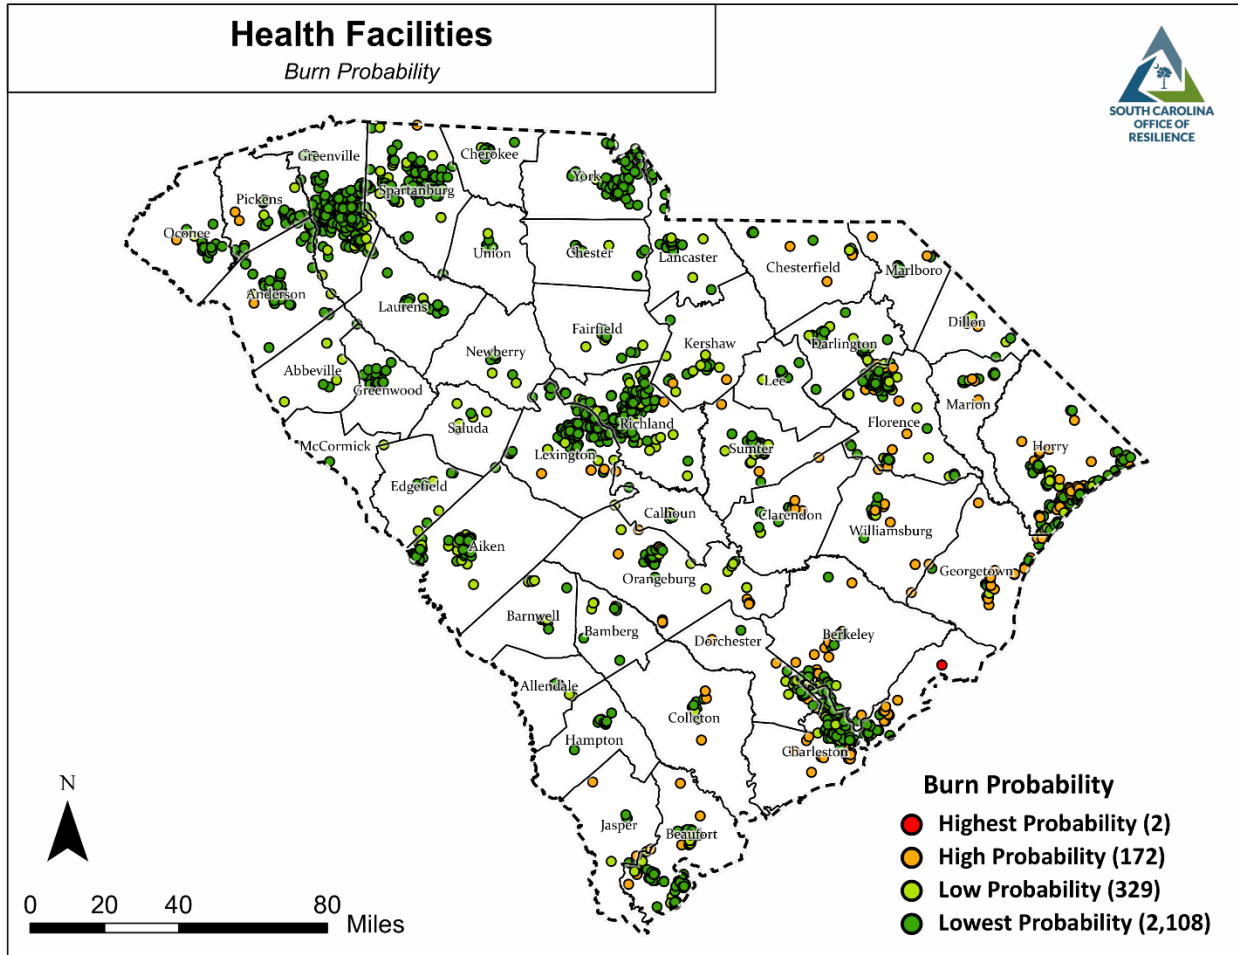 Health Facilities
Burn Probability
SOUTH CAROLINA
OFFICE OF
RESILIENCE
Greenville
Cherokee
Spartanburg
York
Pickens
Oconee
Union
Chester
Lancaster
Chesterfield
Marlboro
Anderson
Laurens
Fairfield
Dillon
Kershaw
Darlington
Newberry
Abbeville
Lee
Greenwood
Marion
Saluda
Richland
Florence
McCormick
Horry
Lexington
Sumter
Edgefield
Calhoun
Clarendon
Williamsburg
Aiken
Georgetown
Orangeburg
Barnwell
Bamberg
Dorchester
Berkeley
Allendale
Colleton
Hampton
Charleston
Jasper
Beaufort
N
0 20 40 80
Miles
Burn Probability
Highest Probability (2)
High Probability (172)
Low Probability (329)
Lowest Probability (2,108)